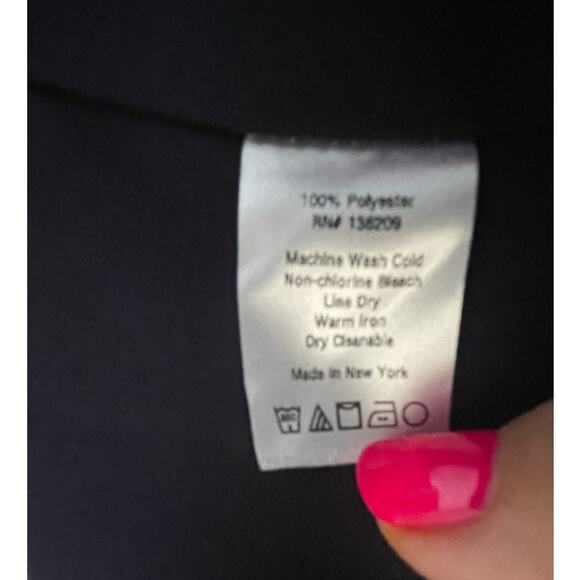 100% Polyester
RN# 136209
Machine Wash Cold
Non-chlorine Bleach
Line Dry
Warm Iron
Dry Cleanable
Made In New York